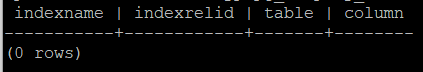 indexname | indexrelid | table | column
-----------+------------+-------+--------
(0 rows)